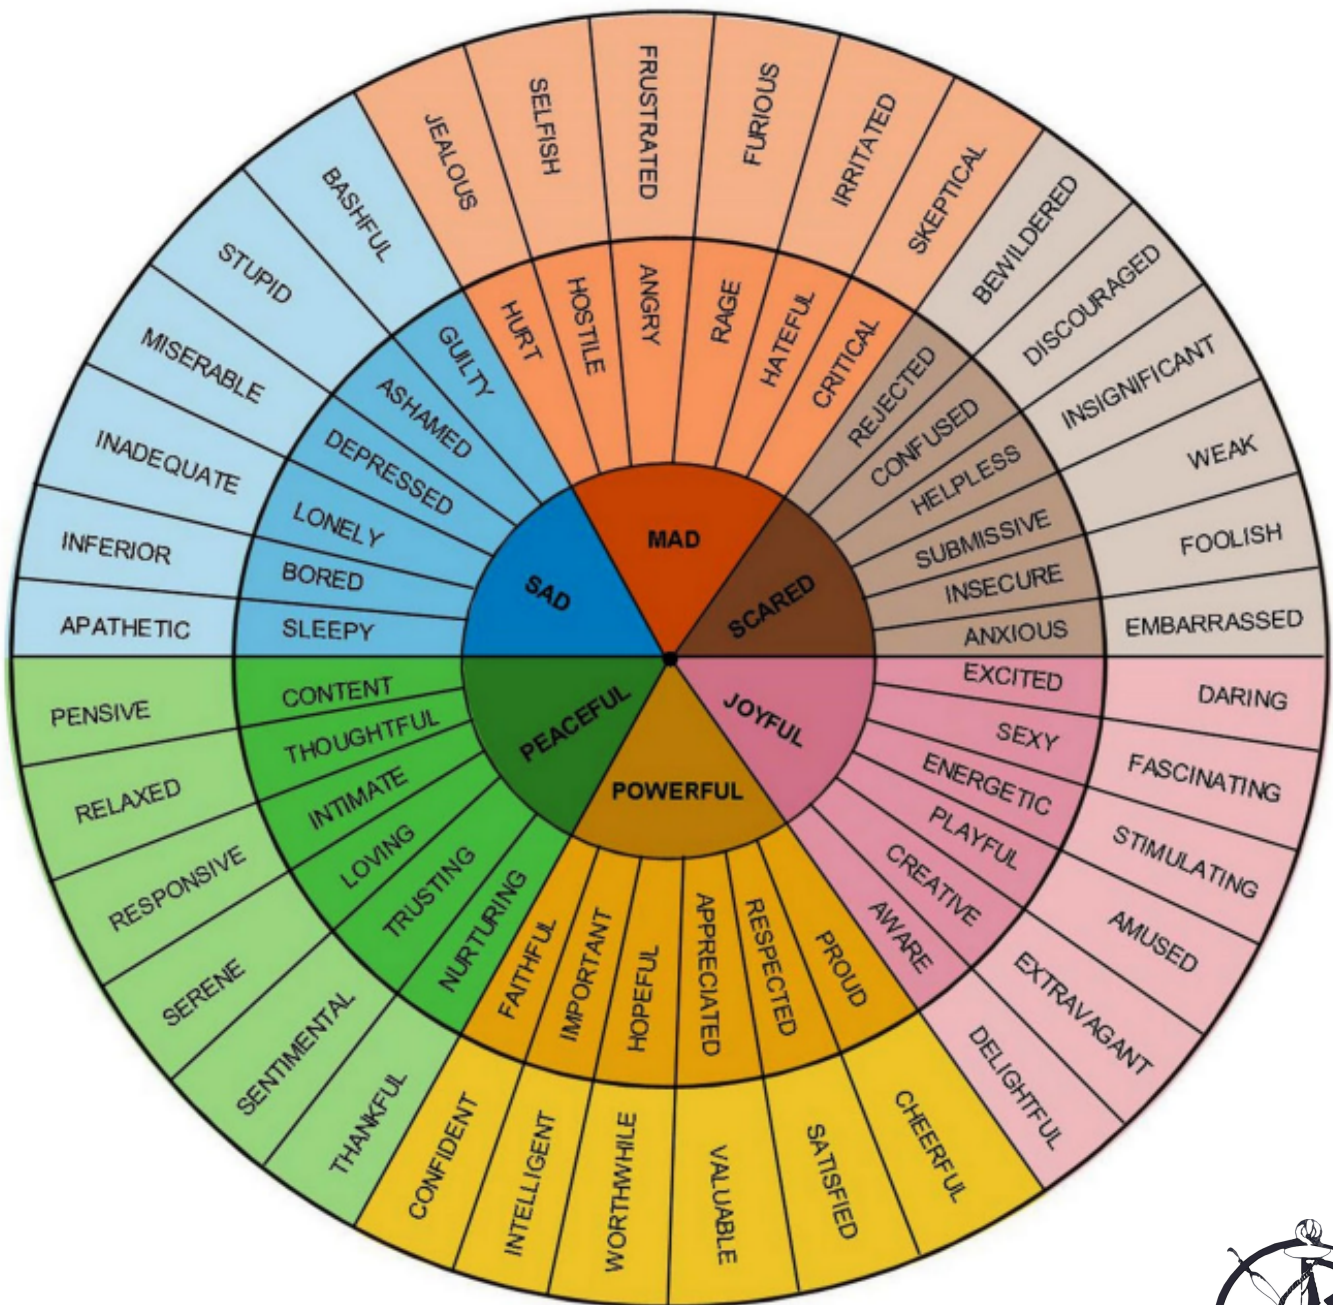 MAD
SCARED
JOYFUL
POWERFUL
PEACEFUL
SAD
HURT
HOSTILE
ANGRY
RAGE
HATEFUL
CRITICAL
REJECTED
CONFUSED
HELPLESS
SUBMISSIVE
INSECURE
ANXIOUS
EXCITED
SEXY
ENERGETIC
PLAYFUL
CREATIVE
AWARE
PROUD
RESPECTED
APPRECIATED
HOPEFUL
IMPORTANT
FAITHFUL
NURTURING
TRUSTING
LOVING
INTIMATE
THOUGHTFUL
CONTENT
SLEEPY
BORED
LONELY
DEPRESSED
ASHAMED
GUILTY
JEALOUS
SELFISH
FRUSTRATED
FURIOUS
IRRITATED
SKEPTICAL
BEWILDERED
DISCOURAGED
INSIGNIFICANT
WEAK
FOOLISH
EMBARRASSED
DARING
FASCINATING
STIMULATING
AMUSED
EXTRAVAGANT
DELIGHTFUL
CHEERFUL
SATISFIED
VALUABLE
WORTHWHILE
INTELLIGENT
CONFIDENT
THANKFUL
SENTIMENTAL
SERENE
RESPONSIVE
RELAXED
PENSIVE
APATHETIC
INFERIOR
INADEQUATE
MISERABLE
STUPID
BASHFUL